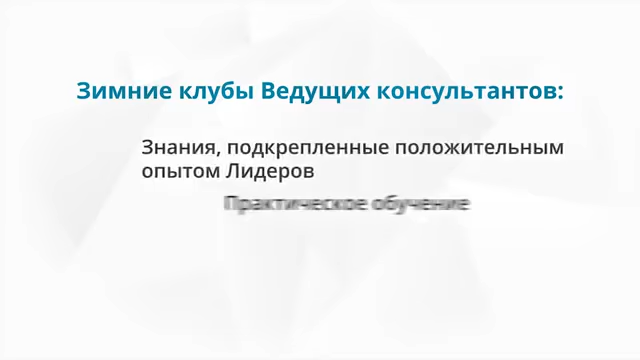 Зимние клубы Ведущих консультантов:
Знания, подкрепленные положительным
опытом Лидеров
Практическое обучение